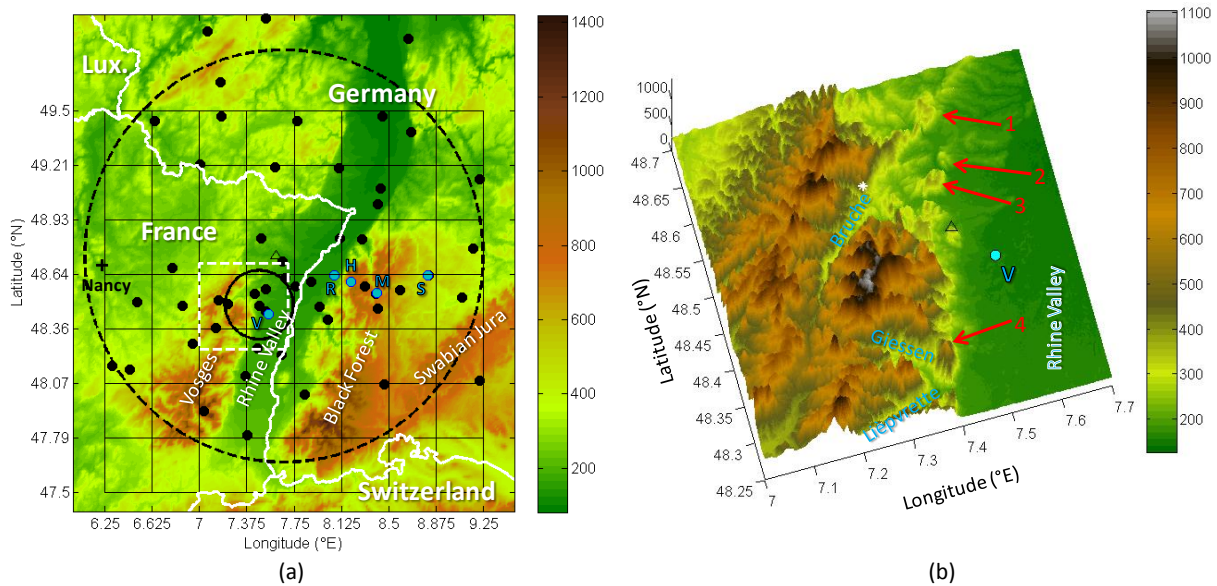 Lux.
Germany
France
Nancy
H
R
M
S
V
Vosges
Rhine Valley
Black Forest
Swabian Jura
Switzerland
49.5
49.21
48.93
48.64
48.36
48.07
47.79
47.5
Latitude (°N)
6.25 6.625 7 7.375 7.75 8.125 8.5 8.875 9.25
Longitude (°E)
1400
1200
1000
800
600
400
200
(a)
1000
500
0
48.7
48.65
48.6
48.55
48.5
48.45
48.4
48.35
48.3
48.25
Latitude (°N)
7 7.1 7.2 7.3 7.4 7.5 7.6 7.7
Longitude (°E)
Bruche
Giessen
Lièpvrette
Rhine Valley
V
1
2
3
4
1100
1000
900
800
700
600
500
400
300
200
(b)